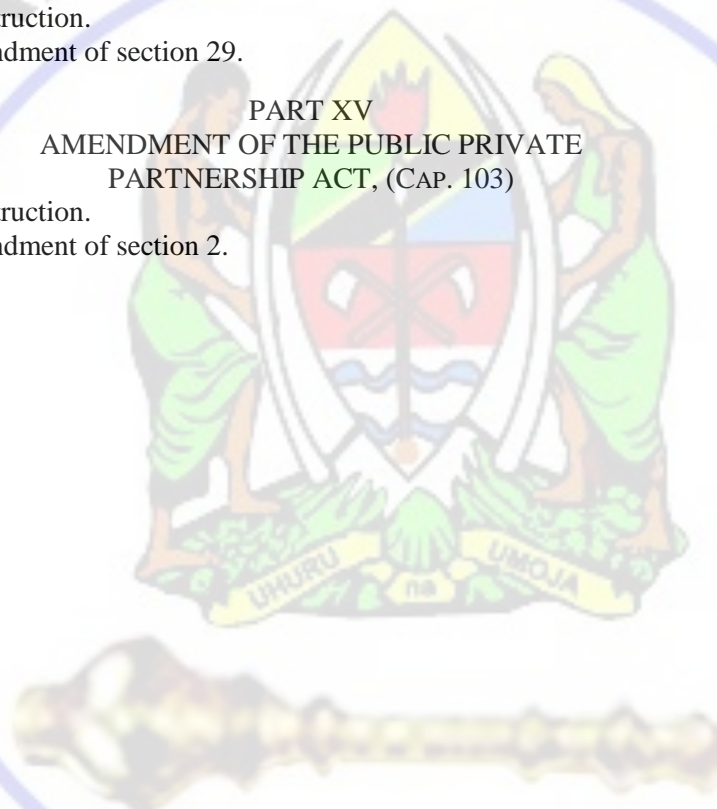 ruction.
ndment of section 29.
PART XV
AMENDMENT OF THE PUBLIC PRIVATE
PARTNERSHIP ACT, (CAP. 103)
ruction.
ndment of section 2.
UHURU na UMOJA